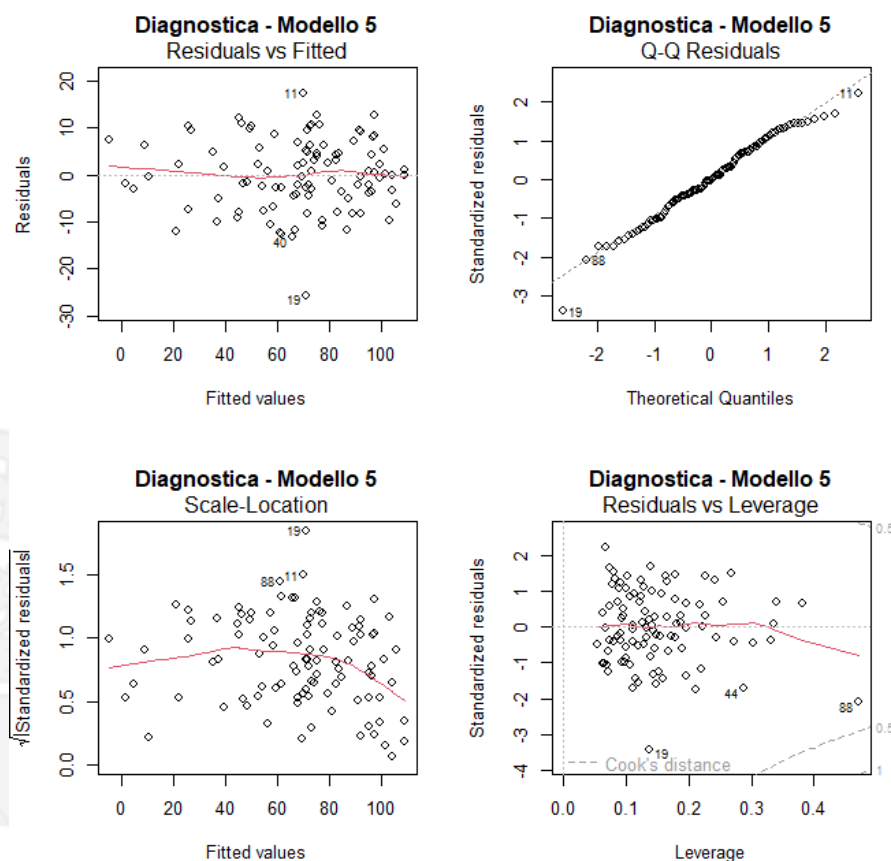 Diagnostica - Modello 5
Residuals vs Fitted
20
10
0
-10
-20
-30
Residuals
11
40
19
0 20 40 60 80 100
Fitted values
Diagnostica - Modello 5
Q-Q Residuals
2
1
0
-1
-2
-3
Standardized residuals
11
88
19
-2 -1 0 1 2
Theoretical Quantiles
Diagnostica - Modello 5
Scale-Location
1.5
1.0
0.5
0.0
√|Standardized residuals|
19
88 11
0 20 40 60 80 100
Fitted values
Diagnostica - Modello 5
Residuals vs Leverage
2
1
0
-1
-2
-3
-4
Standardized residuals
0.5
44
88
0.5
19
Cook's distance
1
0.0 0.1 0.2 0.3 0.4
Leverage